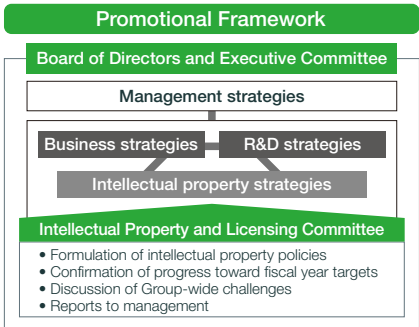 Promotional Framework
Board of Directors and Executive Committee
Management strategies
Business strategies
R&D strategies
Intellectual property strategies
Intellectual Property and Licensing Committee
• Formulation of intellectual property policies
• Confirmation of progress toward fiscal year targets
• Discussion of Group-wide challenges
• Reports to management